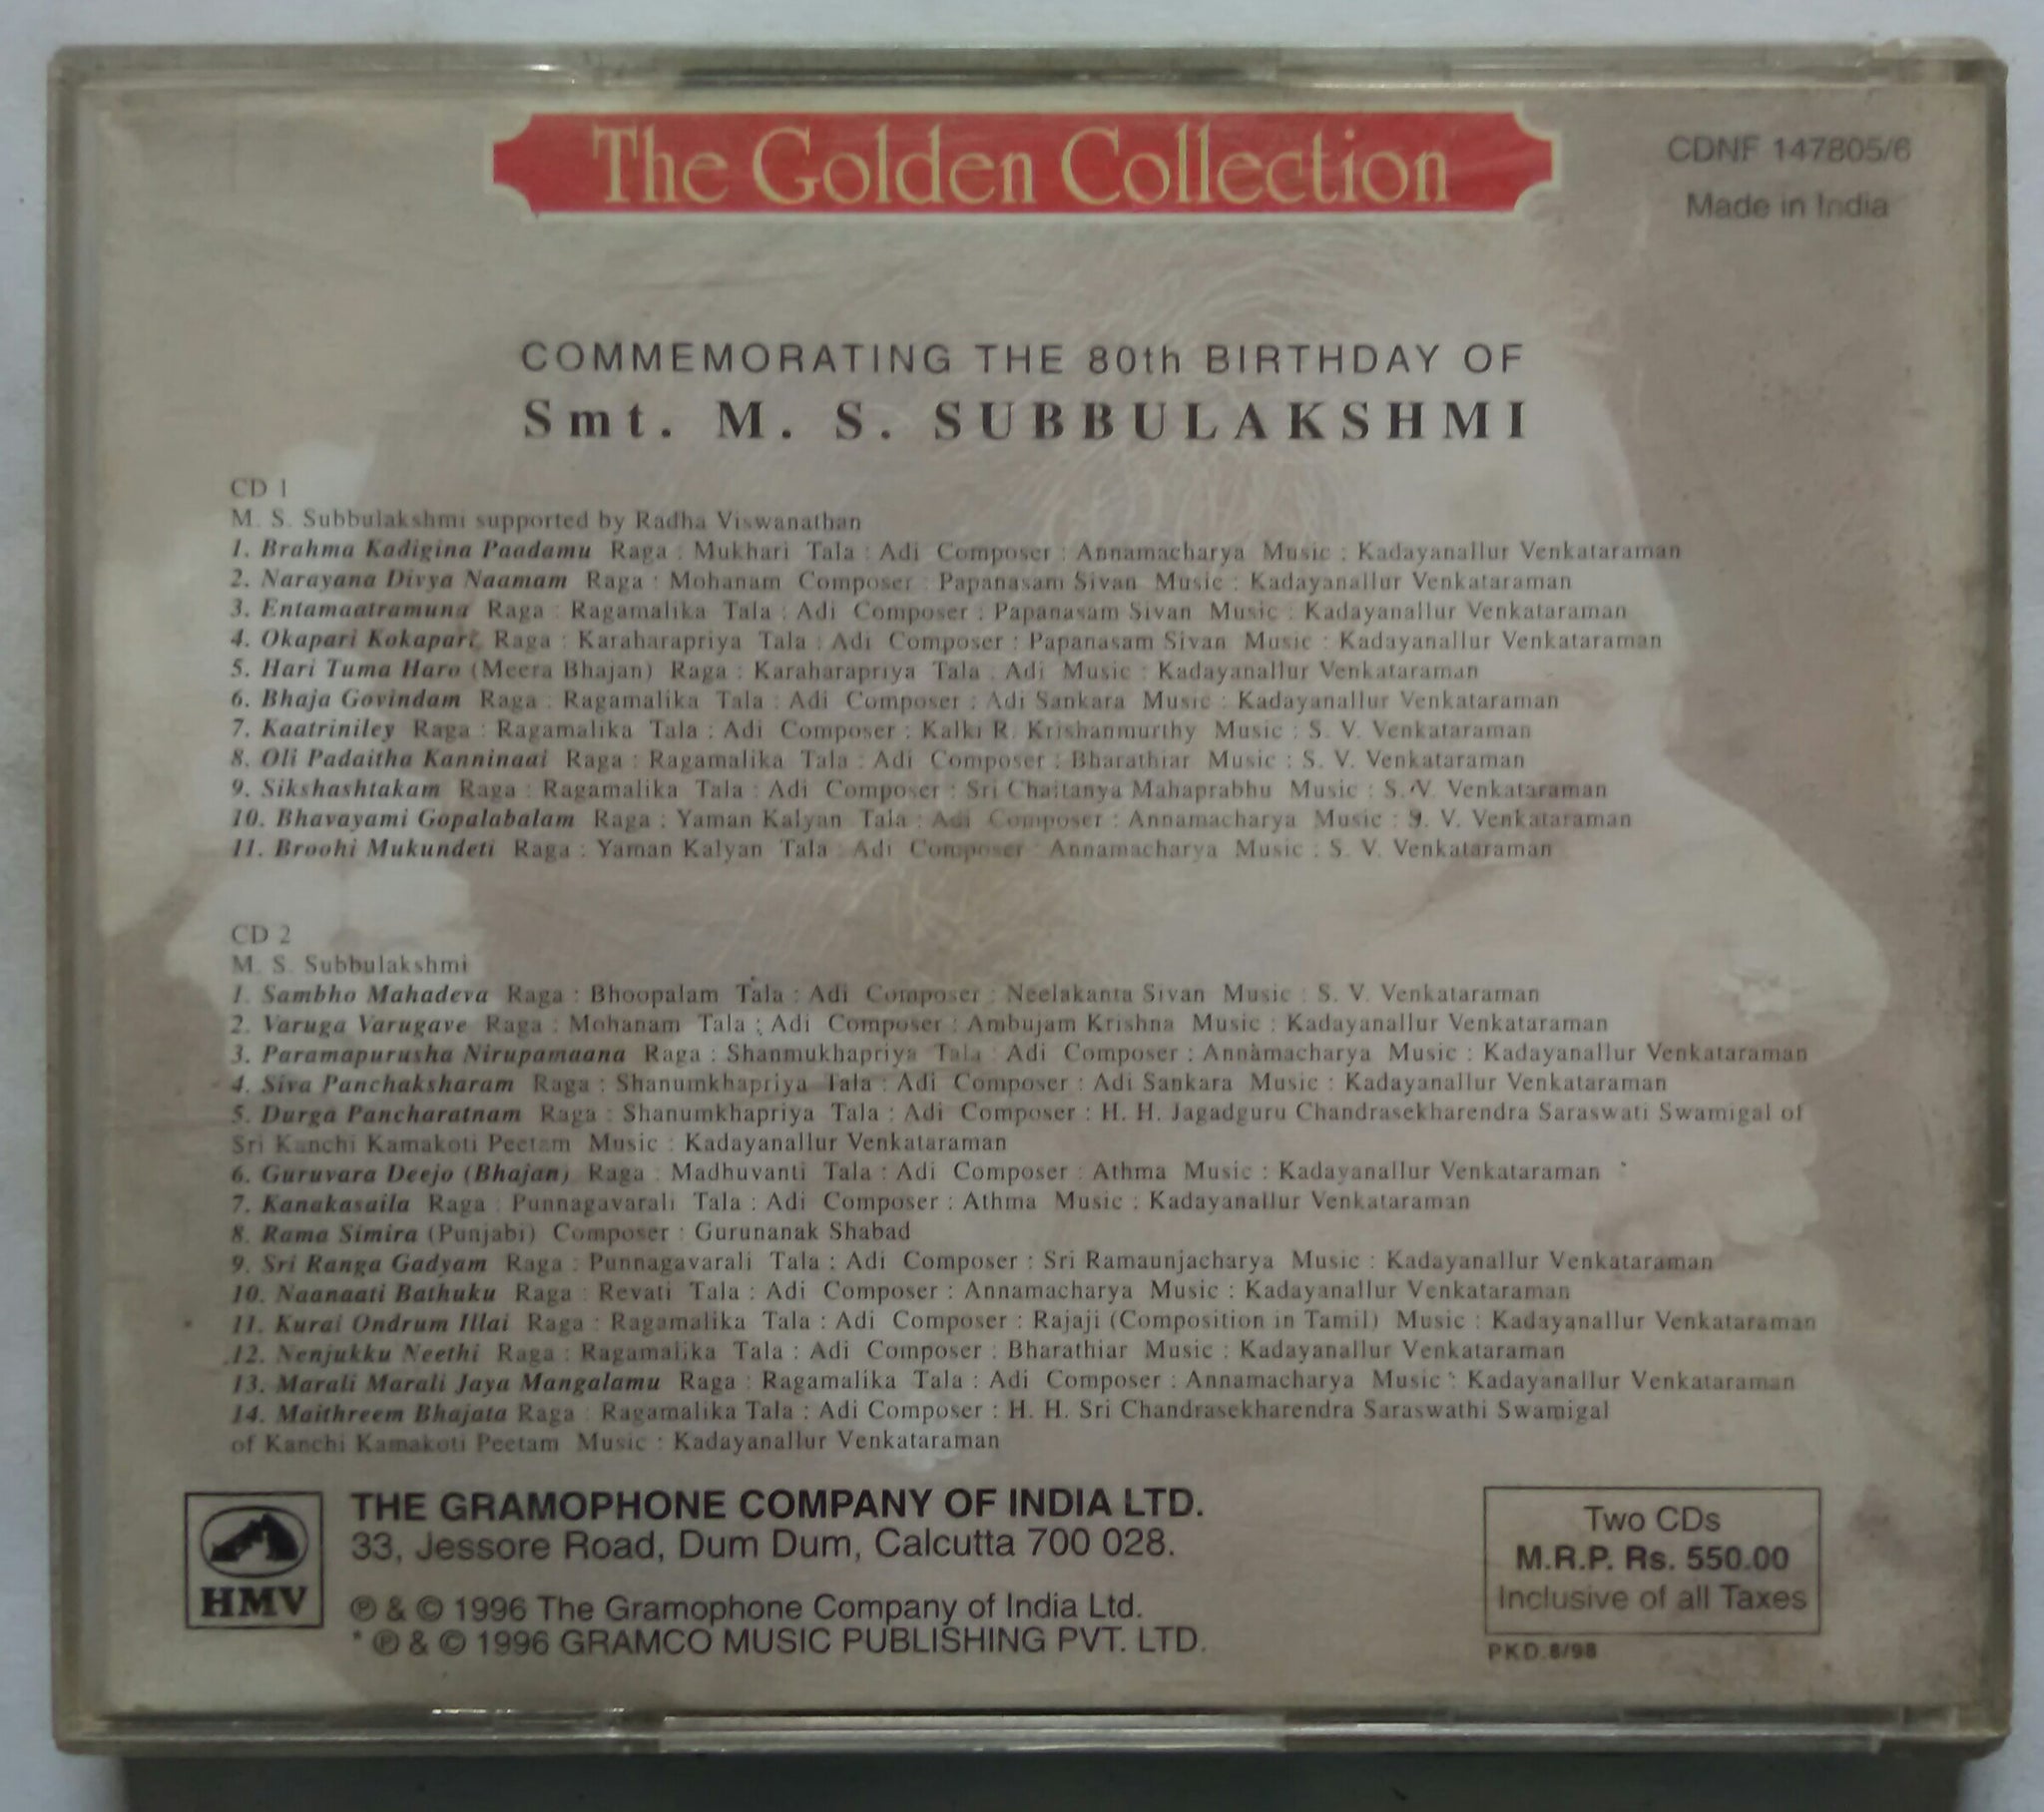 The Golden Collection
CDNF 147805/6
Made in India
COMMEMORATING THE 80th BIRTHDAY OF
Smt. M. S. SUBBULAKSHMI
CD 1
M. S. Subbulakshmi supported by Radha Viswanathan
1. Brahma Kadigina Paadamu Raga : Mukhari Tala : Adi Composer : Annamacharya Music : Kadayanallur Venkataraman
2. Narayana Divya Naamam Raga : Mohanam Composer : Papanasam Sivan Music : Kadayanallur Venkataraman
3. Entamaatramuna Raga : Ragamalika Tala : Adi Composer : Papanasam Sivan Music : Kadayanallur Venkataraman
4. Okapari Kokapari Raga : Karaharapriya Tala : Adi Composer : Papanasam Sivan Music : Kadayanallur Venkataraman
5. Hari Tuma Haro (Meera Bhajan) Raga : Karaharapriya Tala : Adi Music : Kadayanallur Venkataraman
6. Bhaja Govindam Raga : Ragamalika Tala : Adi Composer : Adi Sankara Music : Kadayanallur Venkataraman
7. Kaatriniley Raga : Ragamalika Tala : Adi Composer : Kalki R. Krishanmurthy Music : S. V. Venkataraman
8. Oli Padaitha Kanninaai Raga : Ragamalika Tala : Adi Composer : Bharathiar Music : S. V. Venkataraman
9. Sikshashtakam Raga : Ragamalika Tala : Adi Composer : Sri Chaitanya Mahaprabhu Music : S. V. Venkataraman
10. Bhavayami Gopalabalam Raga : Yaman Kalyan Tala : Adi Composer : Annamacharya Music : S. V. Venkataraman
11. Broohi Mukundeti Raga : Yaman Kalyan Tala : Adi Composer : Annamacharya Music : S. V. Venkataraman
CD 2
M. S. Subbulakshmi
1. Sambho Mahadeva Raga : Bhoopalam Tala : Adi Composer : Neelakanta Sivan Music : S. V. Venkataraman
2. Varuga Varugave Raga : Mohanam Tala : Adi Composer : Ambujam Krishna Music : Kadayanallur Venkataraman
3. Paramapurusha Nirupamaana Raga : Shanmukhapriya Tala : Adi Composer : Annamacharya Music : Kadayanallur Venkataraman
4. Siva Panchaksharam Raga : Shanumkhapriya Tala : Adi Composer : Adi Sankara Music : Kadayanallur Venkataraman
5. Durga Pancharatnam Raga : Shanumkhapriya Tala : Adi Composer : H. H. Jagadguru Chandrasekharendra Saraswati Swamigal of
Sri Kanchi Kamakoti Peetam Music : Kadayanallur Venkataraman
6. Guruvara Deejo (Bhajan) Raga : Madhuvanti Tala : Adi Composer : Athma Music : Kadayanallur Venkataraman
7. Kanakasaila Raga : Punnagavarali Tala : Adi Composer : Athma Music : Kadayanallur Venkataraman
8. Rama Simira (Punjabi) Composer : Gurunanak Shabad
9. Sri Ranga Gadyam Raga : Punnagavarali Tala : Adi Composer : Sri Ramaunjacharya Music : Kadayanallur Venkataraman
10. Naanaati Bathuku Raga : Revati Tala : Adi Composer : Annamacharya Music : Kadayanallur Venkataraman
* 11. Kurai Ondrum Illai Raga : Ragamalika Tala : Adi Composer : Rajaji (Composition in Tamil) Music : Kadayanallur Venkataraman
12. Nenjukku Neethi Raga : Ragamalika Tala : Adi Composer : Bharathiar Music : Kadayanallur Venkataraman
13. Marali Marali Jaya Mangalamu Raga : Ragamalika Tala : Adi Composer : Annamacharya Music : Kadayanallur Venkataraman
14. Maithreem Bhajata Raga : Ragamalika Tala : Adi Composer : H. H. Sri Chandrasekharendra Saraswathi Swamigal
of Kanchi Kamakoti Peetam Music : Kadayanallur Venkataraman
HMV
THE GRAMOPHONE COMPANY OF INDIA LTD.
33, Jessore Road, Dum Dum, Calcutta 700 028.
℗ & © 1996 The Gramophone Company of India Ltd.
* ℗ & © 1996 GRAMCO MUSIC PUBLISHING PVT. LTD.
Two CDs
M.R.P. Rs. 550.00
Inclusive of all Taxes
PKD.8/98